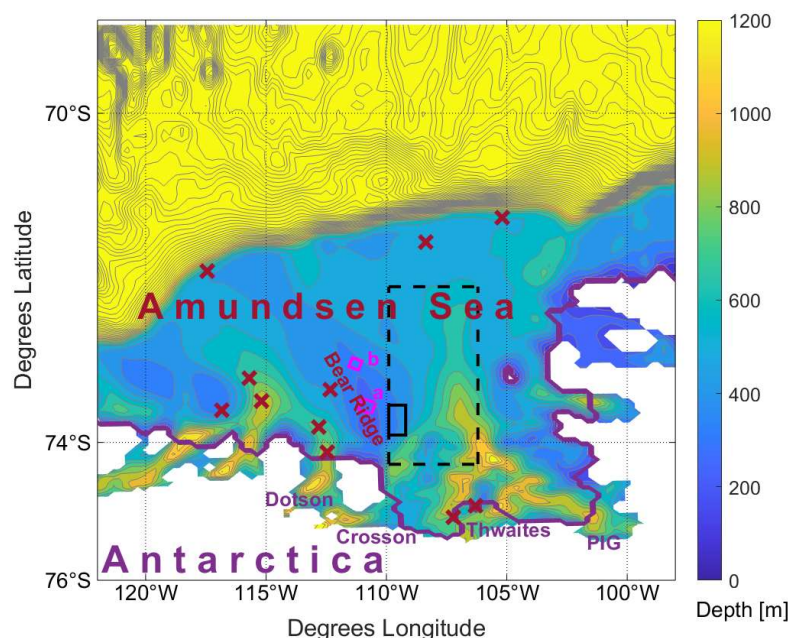 1200
1000
800
600
400
200
0
Depth [m]
70°S
74°S
76°S
Degrees Latitude
Amundsen Sea
b
a
Bear Ridge
Dotson
Crosson
Thwaites
PIG
Antarctica
120°W
115°W
110°W
105°W
100°W
Degrees Longitude